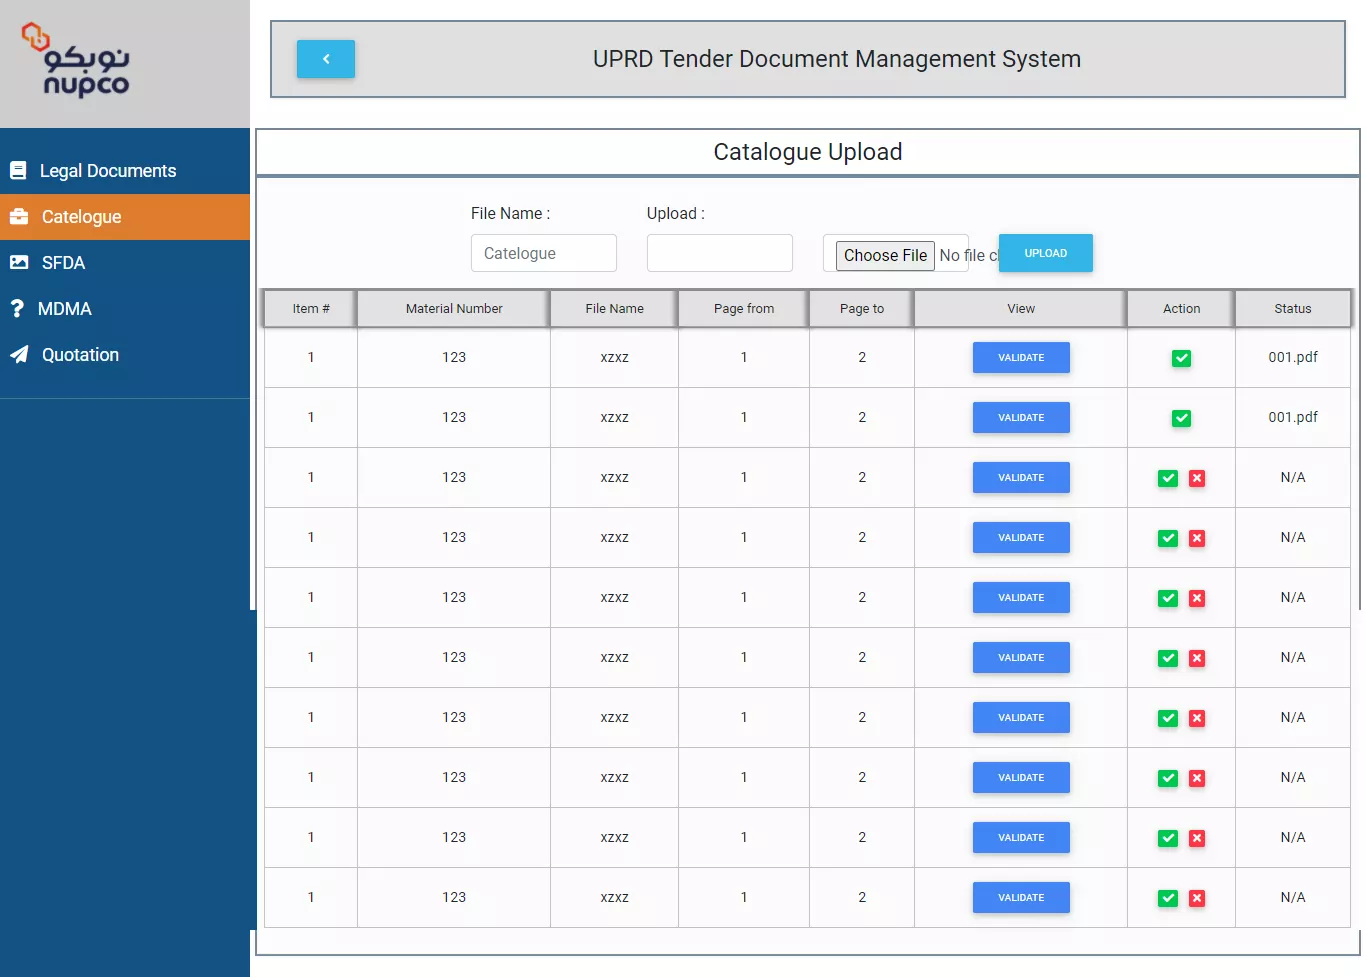 نوبكو
nupco
UPRD Tender Document Management System
Legal Documents
Catelogue
SFDA
MDMA
Quotation
Catalogue Upload
File Name : Upload :
Catelogue Choose File No file c UPLOAD
Item # Material Number File Name Page from Page to View Action Status
1 123 xzxz 1 2 VALIDATE 001.pdf
1 123 xzxz 1 2 VALIDATE 001.pdf
1 123 xzxz 1 2 VALIDATE N/A
1 123 xzxz 1 2 VALIDATE N/A
1 123 xzxz 1 2 VALIDATE N/A
1 123 xzxz 1 2 VALIDATE N/A
1 123 xzxz 1 2 VALIDATE N/A
1 123 xzxz 1 2 VALIDATE N/A
1 123 xzxz 1 2 VALIDATE N/A
1 123 xzxz 1 2 VALIDATE N/A